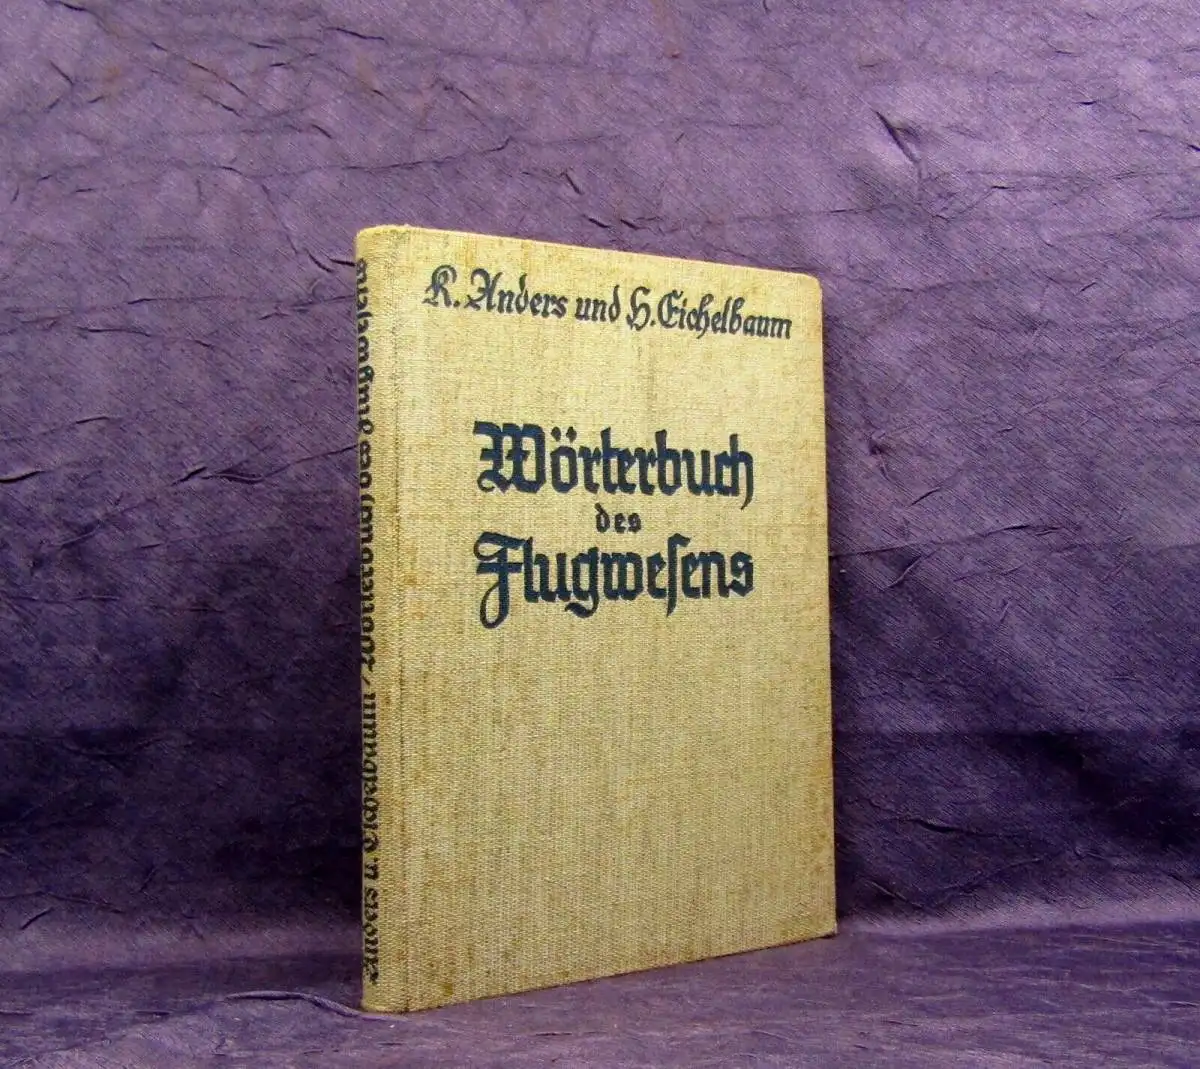 K. Anders und H. Eichelbaum
Wörterbuch
des
Flugweſens
Anders u. Eichelbaum / Wörterbuch des Flugweſens